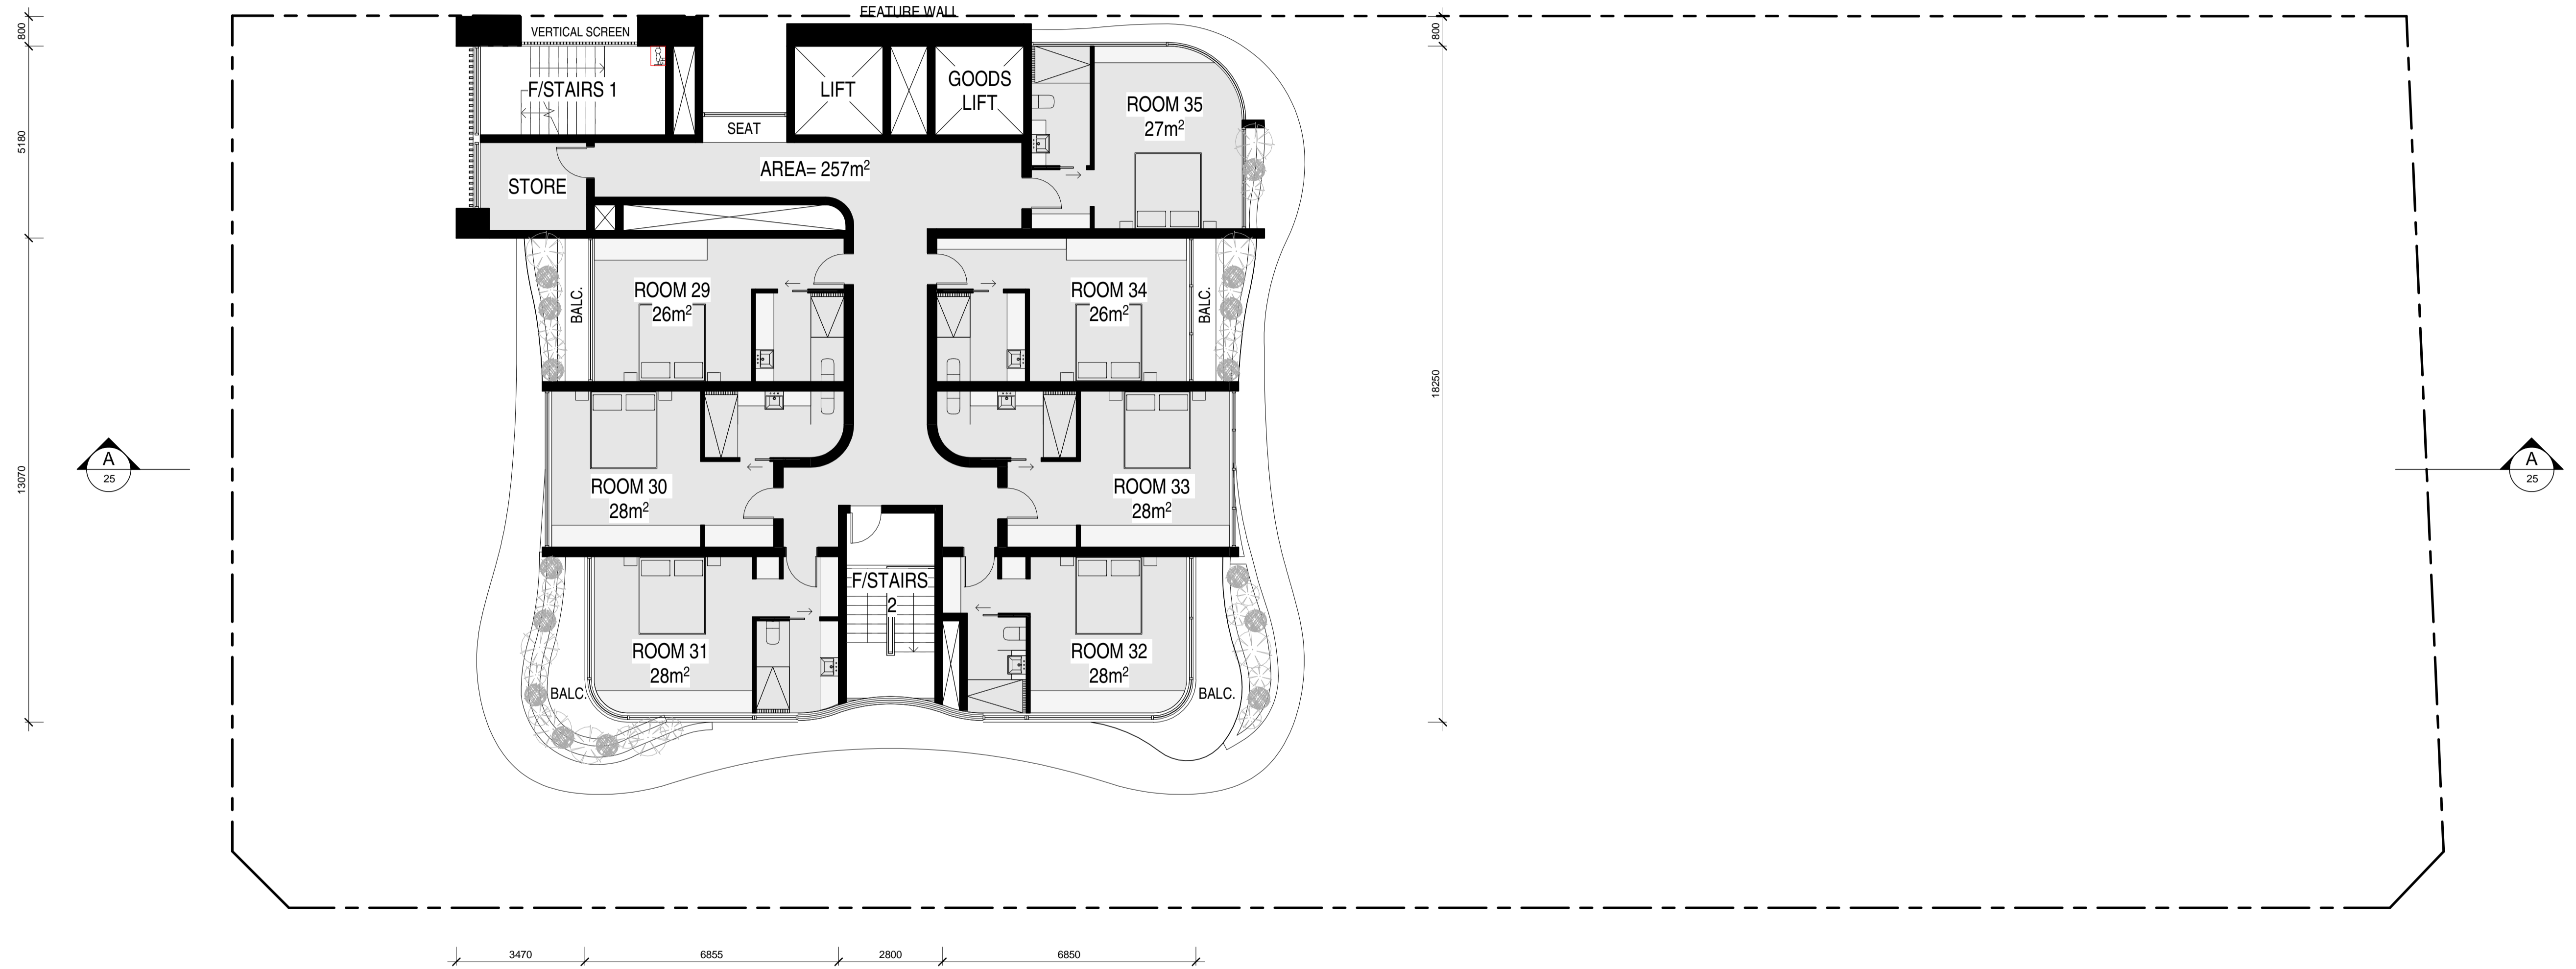 FEATURE WALL
VERTICAL SCREEN
800
800
F/STAIRS 1
LIFT
GOODS
LIFT
ROOM 35
27m²
SEAT
5180
AREA= 257m²
STORE
ROOM 29
26m²
BALC.
ROOM 34
26m²
BALC.
18250
A
25
A
25
13070
ROOM 30
28m²
ROOM 33
28m²
F/STAIRS
2
ROOM 31
28m²
BALC.
ROOM 32
28m²
BALC.
3470
6855
2800
6850